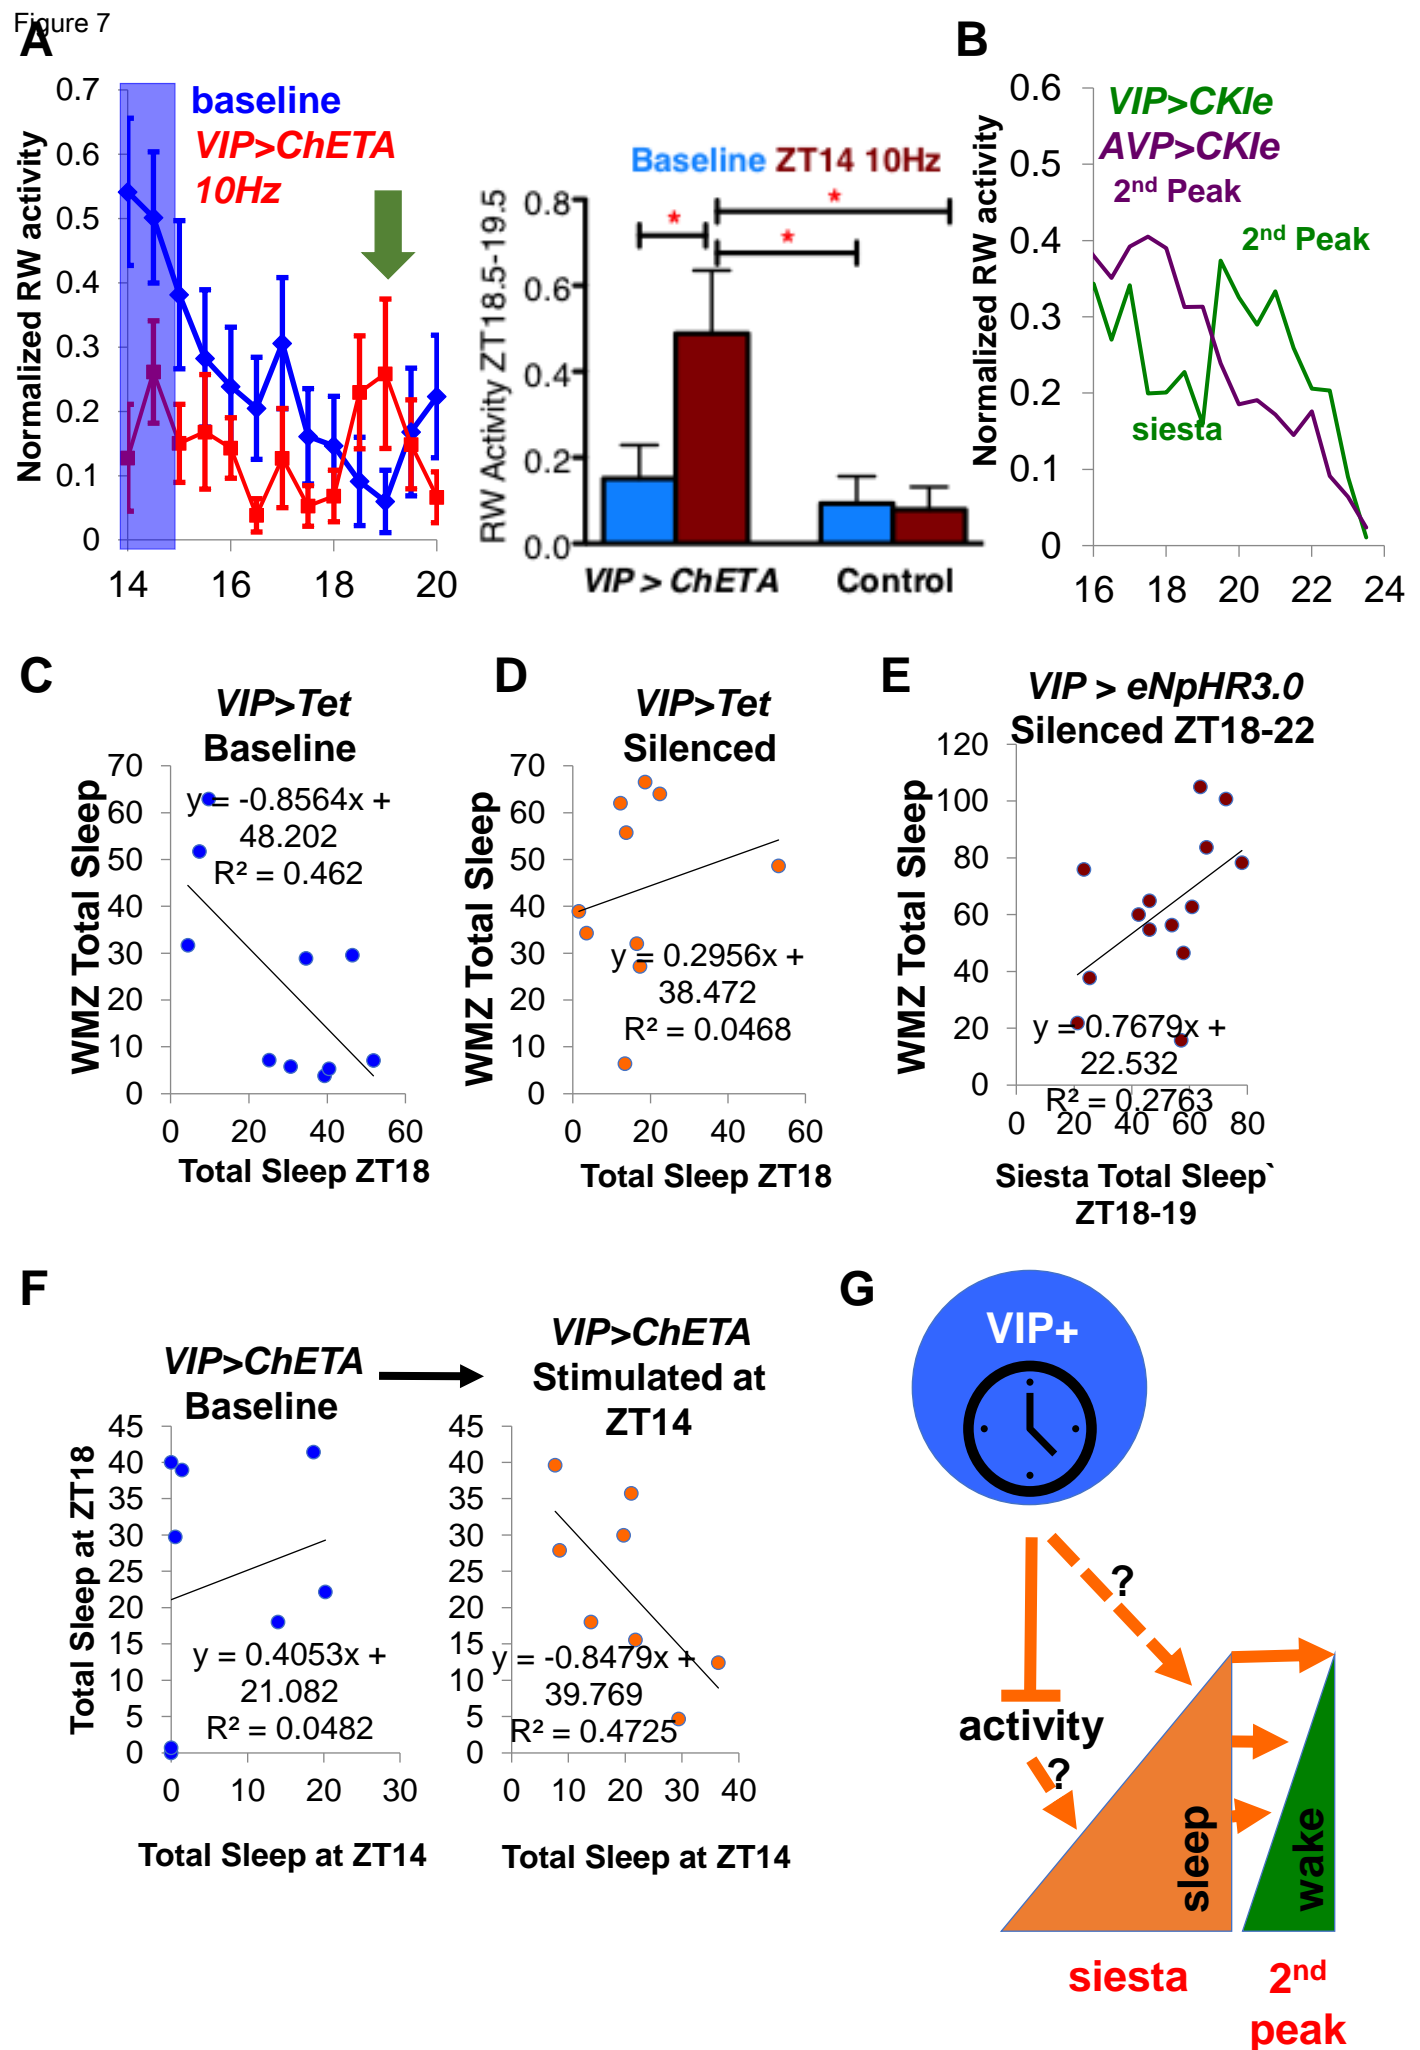 Figure 7
A
0.7
0.6
0.5
0.4
0.3
0.2
0.1
0
Normalized RW activity
baseline
VIP>ChETA
10Hz
14 16 18 20
Baseline ZT14 10Hz
RW Activity ZT18.5-19.5
0.8
0.6
0.4
0.2
0.0
*
*
*
VIP > ChETA Control
B
0.6
0.5
0.4
0.3
0.2
0.1
0
Normalized RW activity
VIP>CKIe
AVP>CKIe
2nd Peak
2nd Peak
siesta
16 18 20 22 24
C
VIP>Tet
Baseline
WMZ Total Sleep
70
60
50
40
30
20
10
0
y = -0.8564x +
48.202
R² = 0.462
0 20 40 60
Total Sleep ZT18
D
VIP>Tet
Silenced
WMZ Total Sleep
70
60
50
40
30
20
10
0
y = 0.2956x +
38.472
R² = 0.0468
0 20 40 60
Total Sleep ZT18
E
VIP > eNpHR3.0
Silenced ZT18-22
WMZ Total Sleep
120
100
80
60
40
20
0
y = 0.7679x +
22.532
R² = 0.2763
0 20 40 60 80
Siesta Total Sleep`
ZT18-19
F
VIP>ChETA
Baseline
Total Sleep at ZT18
45
40
35
30
25
20
15
10
5
0
y = 0.4053x +
21.082
R² = 0.0482
0 10 20 30
Total Sleep at ZT14
VIP>ChETA
Stimulated at
ZT14
45
40
35
30
25
20
15
10
5
0
y = -0.8479x +
39.769
R² = 0.4725
0 10 20 30 40
Total Sleep at ZT14
G
VIP+
?
activity
?
sleep
wake
siesta
2nd
peak